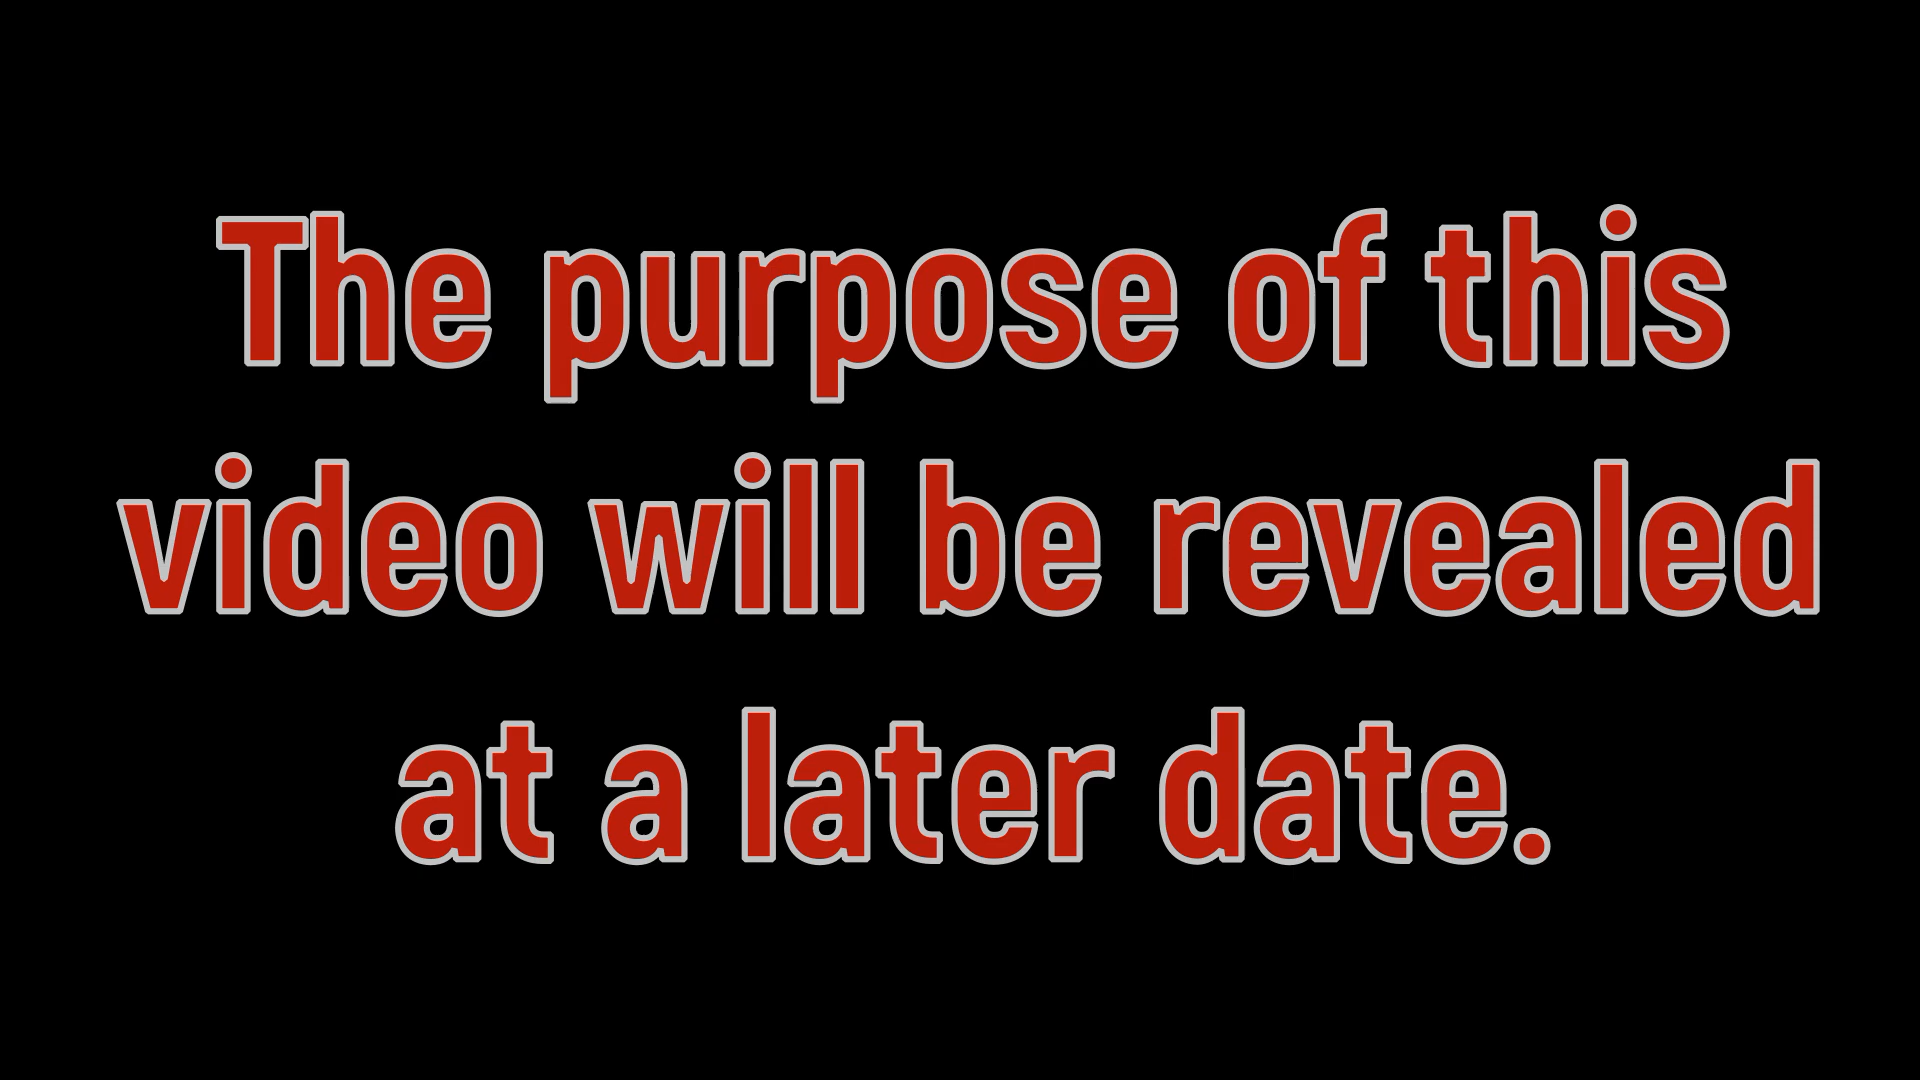 The purpose of this
video will be revealed
at a later date.